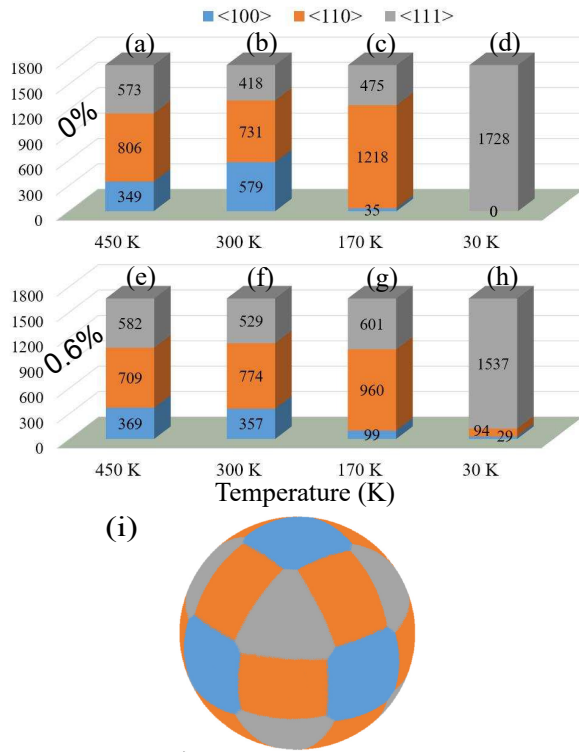 <100> <110> <111>
(a) (b) (c) (d)
1800
1500
1200
900
600
300
0
0%
573 418 475 1728
806 731 1218
349 579 35 0
450 K 300 K 170 K 30 K
(e) (f) (g) (h)
1800
1500
1200
900
600
300
0
0.6%
582 529 601 1537
709 774 960 94
369 357 99 29
450 K 300 K 170 K 30 K
Temperature (K)
(i)